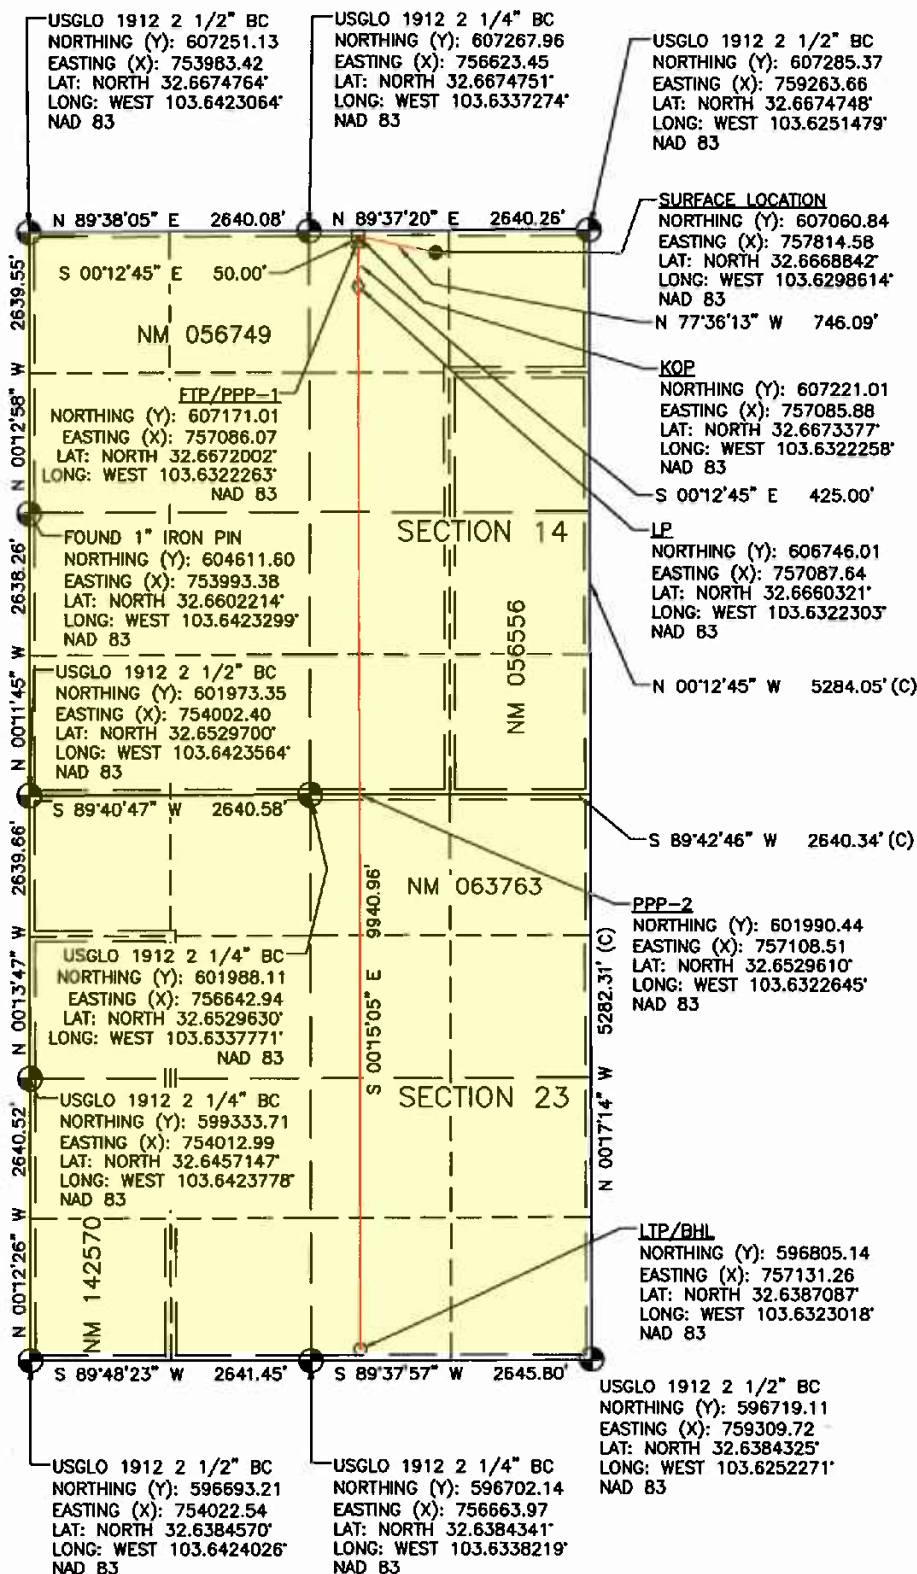 USGLO 1912 2 1/2" BC
NORTHING (Y): 607251.13
EASTING (X): 753983.42
LAT: NORTH 32.6674764°
LONG: WEST 103.6423064°
NAD 83
USGLO 1912 2 1/4" BC
NORTHING (Y): 607267.96
EASTING (X): 756623.45
LAT: NORTH 32.6674751°
LONG: WEST 103.6337274°
NAD 83
USGLO 1912 2 1/2" BC
NORTHING (Y): 607285.37
EASTING (X): 759263.66
LAT: NORTH 32.6674748°
LONG: WEST 103.6251479°
NAD 83
N 89°38'05" E 2640.08'
N 89°37'20" E 2640.26'
SURFACE LOCATION
NORTHING (Y): 607060.84
EASTING (X): 757814.58
LAT: NORTH 32.6668842°
LONG: WEST 103.6298614°
NAD 83
N 77°36'13" W 746.09'
S 00°12'45" E 50.00'
NM 056749
KOP
NORTHING (Y): 607221.01
EASTING (X): 757085.88
LAT: NORTH 32.6673377°
LONG: WEST 103.6322258°
NAD 83
FTP/PPP-1
NORTHING (Y): 607171.01
EASTING (X): 757086.07
LAT: NORTH 32.6672002°
LONG: WEST 103.6322263°
NAD 83
S 00°12'45" E 425.00'
N 00°12'58" W 2639.55'
SECTION 14
LP
NORTHING (Y): 606746.01
EASTING (X): 757087.64
LAT: NORTH 32.6660321°
LONG: WEST 103.6322303°
NAD 83
FOUND 1" IRON PIN
NORTHING (Y): 604611.60
EASTING (X): 753993.38
LAT: NORTH 32.6602214°
LONG: WEST 103.6423299°
NAD 83
NM 056556
N 00°12'45" W 5284.05' (C)
N 00°11'45" W 2638.26'
USGLO 1912 2 1/2" BC
NORTHING (Y): 601973.35
EASTING (X): 754002.40
LAT: NORTH 32.6529700°
LONG: WEST 103.6423564°
NAD 83
S 89°40'47" W 2640.58'
S 89°42'46" W 2640.34' (C)
NM 063763
PPP-2
NORTHING (Y): 601990.44
EASTING (X): 757108.51
LAT: NORTH 32.6529610°
LONG: WEST 103.6322645°
NAD 83
N 00°13'47" W 2639.66'
USGLO 1912 2 1/4" BC
NORTHING (Y): 601988.11
EASTING (X): 756642.94
LAT: NORTH 32.6529630°
LONG: WEST 103.6337771°
NAD 83
S 00°15'05" E 9940.96'
N 00°17'14" W 5282.31' (C)
SECTION 23
USGLO 1912 2 1/4" BC
NORTHING (Y): 599333.71
EASTING (X): 754012.99
LAT: NORTH 32.6457147°
LONG: WEST 103.6423778°
NAD 83
N 00°12'26" W 2640.52'
NM 142570
LTP/BHL
NORTHING (Y): 596805.14
EASTING (X): 757131.26
LAT: NORTH 32.6387087°
LONG: WEST 103.6323018°
NAD 83
S 89°48'23" W 2641.45'
S 89°37'57" W 2645.80'
USGLO 1912 2 1/2" BC
NORTHING (Y): 596719.11
EASTING (X): 759309.72
LAT: NORTH 32.6384325°
LONG: WEST 103.6252271°
NAD 83
USGLO 1912 2 1/2" BC
NORTHING (Y): 596693.21
EASTING (X): 754022.54
LAT: NORTH 32.6384570°
LONG: WEST 103.6424026°
NAD 83
USGLO 1912 2 1/4" BC
NORTHING (Y): 596702.14
EASTING (X): 756663.97
LAT: NORTH 32.6384341°
LONG: WEST 103.6338219°
NAD 83